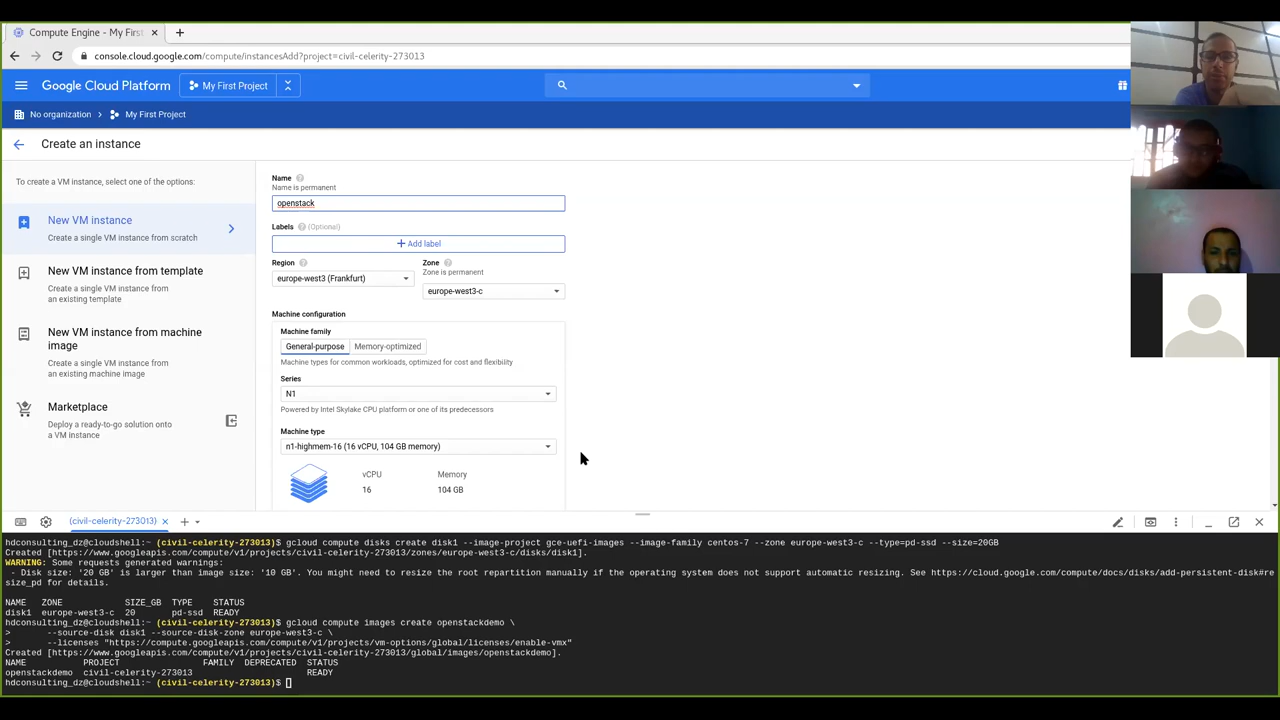 Compute Engine - My First
console.cloud.google.com/compute/instancesAdd?project=civil-celerity-273013
Google Cloud Platform
My First Project
No organization
My First Project
Create an instance
To create a VM instance, select one of the options:
New VM instance
Create a single VM instance from scratch
New VM instance from template
Create a single VM instance from
an existing template
New VM instance from machine
image
Create a single VM instance from
an existing machine image
Marketplace
Deploy a ready-to-go solution onto
a VM instance
Name
Name is permanent
openstack
Labels (Optional)
+ Add label
Region
europe-west3 (Frankfurt)
Zone
Zone is permanent
europe-west3-c
Machine configuration
Machine family
General-purpose Memory-optimized
Machine types for common workloads, optimized for cost and flexibility
Series
N1
Powered by Intel Skylake CPU platform or one of its predecessors
Machine type
n1-highmem-16 (16 vCPU, 104 GB memory)
vCPU Memory
16 104 GB
(civil-celerity-273013)
hdconsulting_dz@cloudshell:~ (civil-celerity-273013)$ gcloud compute disks create disk1 --image-project gce-uefi-images --image-family centos-7 --zone europe-west3-c --type=pd-ssd --size=20GB
Created [https://www.googleapis.com/compute/v1/projects/civil-celerity-273013/zones/europe-west3-c/disks/disk1].
WARNING: Some requests generated warnings:
- Disk size: '20 GB' is larger than image size: '10 GB'. You might need to resize the root repartition manually if the operating system does not support automatic resizing. See https://cloud.google.com/compute/docs/disks/add-persistent-disk#re
size_pd for details.
NAME ZONE SIZE_GB TYPE STATUS
disk1 europe-west3-c 20 pd-ssd READY
hdconsulting_dz@cloudshell:~ (civil-celerity-273013)$ gcloud compute images create openstackdemo \
> --source-disk disk1 --source-disk-zone europe-west3-c \
> --licenses "https://compute.googleapis.com/compute/v1/projects/vm-options/global/licenses/enable-vmx"
Created [https://www.googleapis.com/compute/v1/projects/civil-celerity-273013/global/images/openstackdemo].
NAME PROJECT FAMILY DEPRECATED STATUS
openstackdemo civil-celerity-273013 READY
hdconsulting_dz@cloudshell:~ (civil-celerity-273013)$